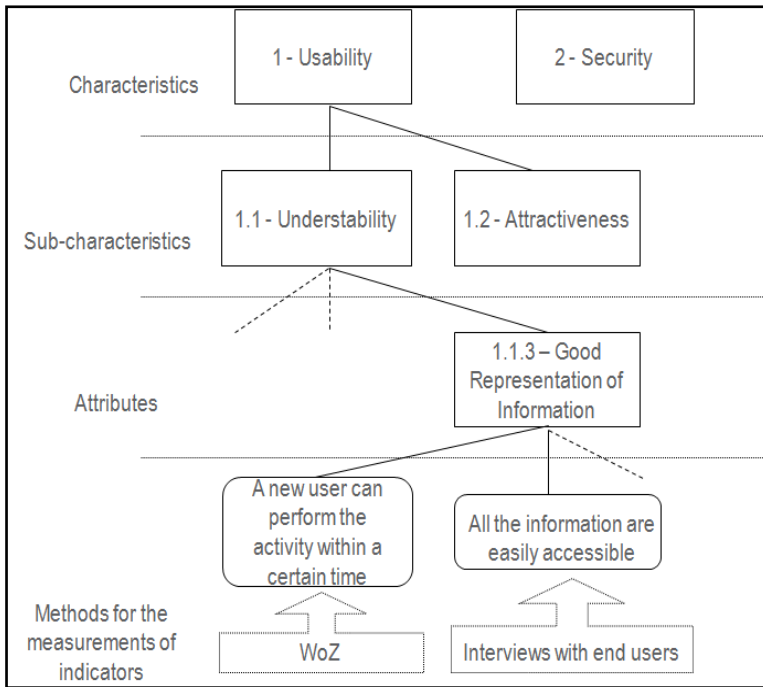 1 - Usability
2 - Security
Characteristics
1.1 - Understability
1.2 - Attractiveness
Sub-characteristics
1.1.3 – Good
Representation of
Information
Attributes
A new user can
perform the
activity within a
certain time
All the information are
easily accessible
Methods for the
measurements of
indicators
WoZ
Interviews with end users